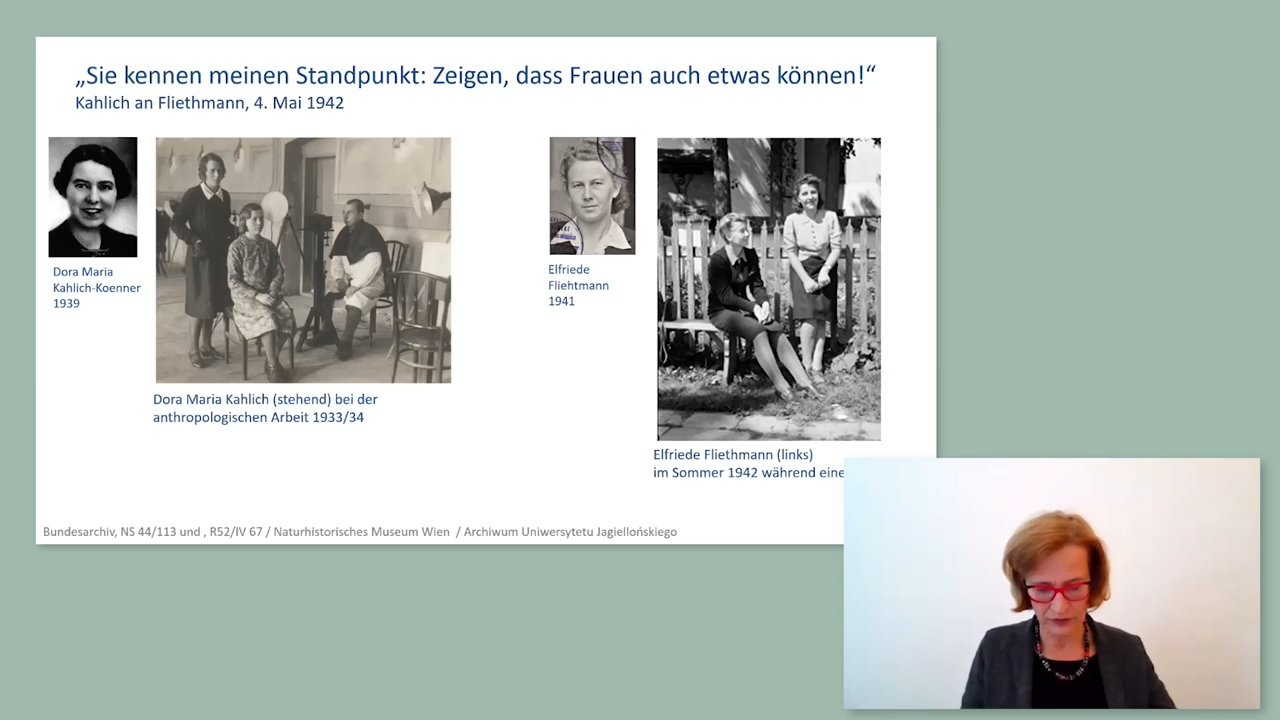 „Sie kennen meinen Standpunkt: Zeigen, dass Frauen auch etwas können!“
Kahlich an Fliethmann, 4. Mai 1942
Dora Maria
Kahlich-Koenner
1939
Dora Maria Kahlich (stehend) bei der
anthropologischen Arbeit 1933/34
Elfriede
Fliehtmann
1941
Elfriede Fliethmann (links)
im Sommer 1942 während eine
Bundesarchiv, NS 44/113 und , R52/IV 67 / Naturhistorisches Museum Wien / Archiwum Uniwersytetu Jagiellońskiego